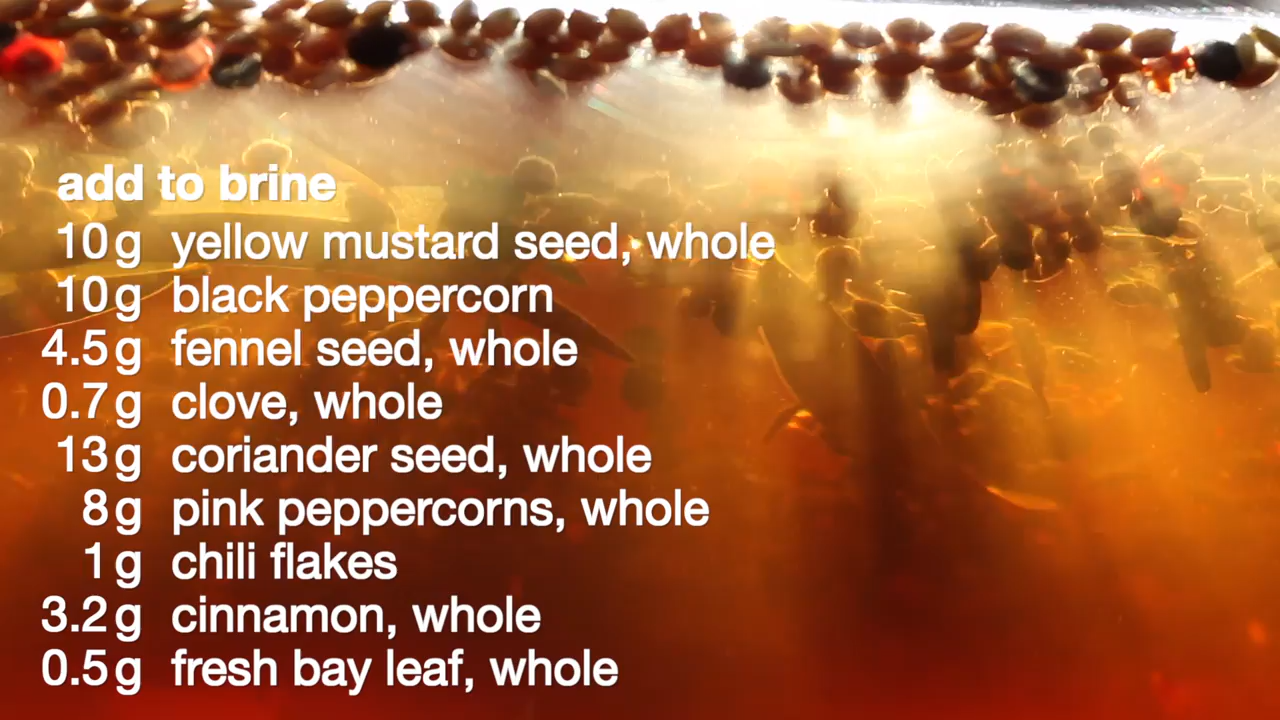 add to brine
10g yellow mustard seed, whole
10g black peppercorn
4.5g fennel seed, whole
0.7g clove, whole
13g coriander seed, whole
8g pink peppercorns, whole
1g chili flakes
3.2g cinnamon, whole
0.5g fresh bay leaf, whole